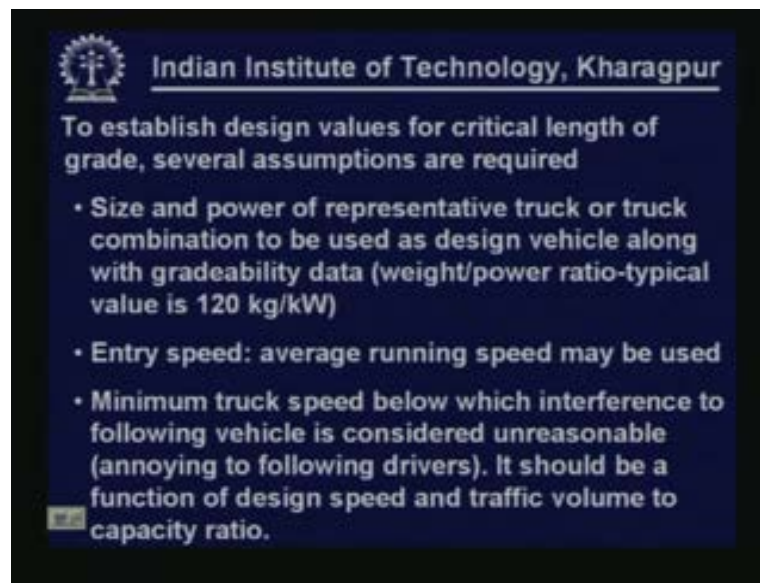 Indian Institute of Technology, Kharagpur
To establish design values for critical length of
grade, several assumptions are required
• Size and power of representative truck or truck
combination to be used as design vehicle along
with gradeability data (weight/power ratio-typical
value is 120 kg/kW)
• Entry speed: average running speed may be used
• Minimum truck speed below which interference to
following vehicle is considered unreasonable
(annoying to following drivers). It should be a
function of design speed and traffic volume to
capacity ratio.